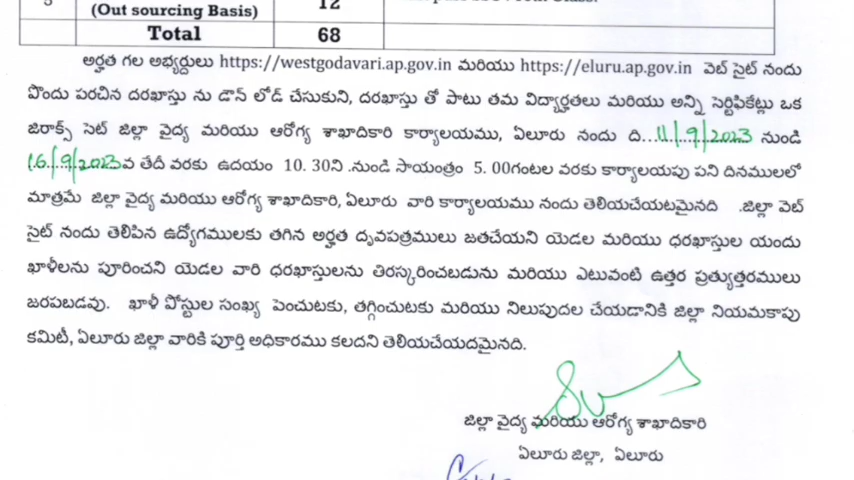 (Out sourcing Basis) 12
Total 68
అర్హత గల అభ్యర్దులు https://westgodavari.ap.gov.in మరియు https://eluru.ap.gov.in వెబ్ సైట్ నందు
పొందు పరచిన దరఖాస్తు ను డౌన్ లోడ్ చేసుకుని, దరఖాస్తు తో పాటు తమ విద్యార్హతలు మరియు అన్ని సెర్టిఫికేట్లు ఒక
జిరాక్స్ సెట్ జిల్లా వైద్య మరియు ఆరోగ్య శాఖాదికారి కార్యాలయము, ఏలూరు నందు ది...11/9/2023 నుండి
16/9/2023వ తేదీ వరకు ఉదయం 10. 30ని .నుండి సాయంత్రం 5. 00గంటల వరకు కార్యాలయపు పని దినములలో
మాత్రమే జిల్లా వైద్య మరియు ఆరోగ్య శాఖాదికారి, ఏలూరు వారి కార్యాలయము నందు తెలియచేయటమైనది .జిల్లా వెబ్
సైట్ నందు తెలిపిన ఉద్యోగములకు తగిన అర్హత దృవపత్రములు జతచేయని యెడల మరియు ధరఖాస్తుల యందు
ఖాళీలను పూరించని యెడల వారి ధరఖాస్తులను తిరస్కరించబడును మరియు ఎటువంటి ఉత్తర ప్రత్యుత్తరములు
జరపబడవు. ఖాళీ పోస్టుల సంఖ్య పెంచుటకు, తగ్గించుటకు మరియు నిలుపుదల చేయడానికి జిల్లా నియమకాపు
కమిటీ, ఏలూరు జిల్లా వారికి పూర్తి అధికారము కలదని తెలియచేయదమైనది.
జిల్లా వైద్య మరియు ఆరోగ్య శాఖాదికారి
ఏలూరు జిల్లా, ఏలూరు